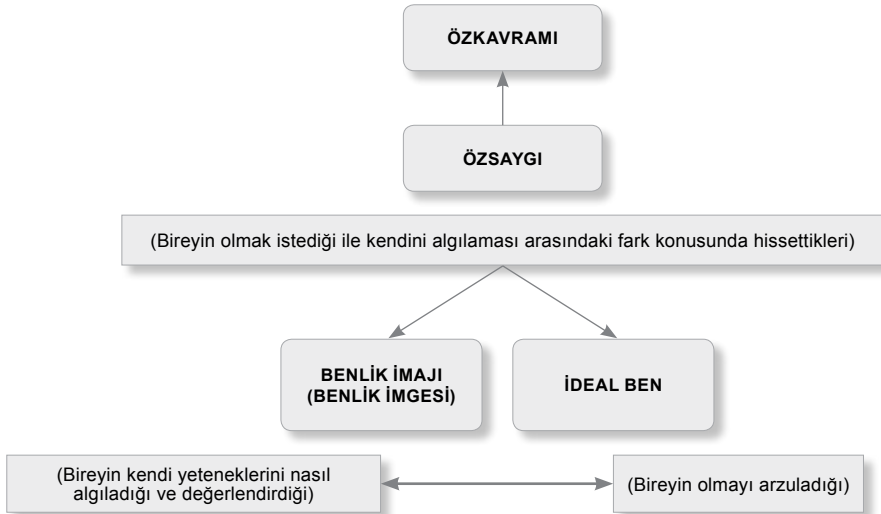 ÖZKAVRAMI
ÖZSAYGI
(Bireyin olmak istediği ile kendini algılaması arasındaki fark konusunda hissettikleri)
BENLİK İMAJI
(BENLİK İMGESİ)
İDEAL BEN
(Bireyin kendi yeteneklerini nasıl
algıladığı ve değerlendirdiği)
(Bireyin olmayı arzuladığı)